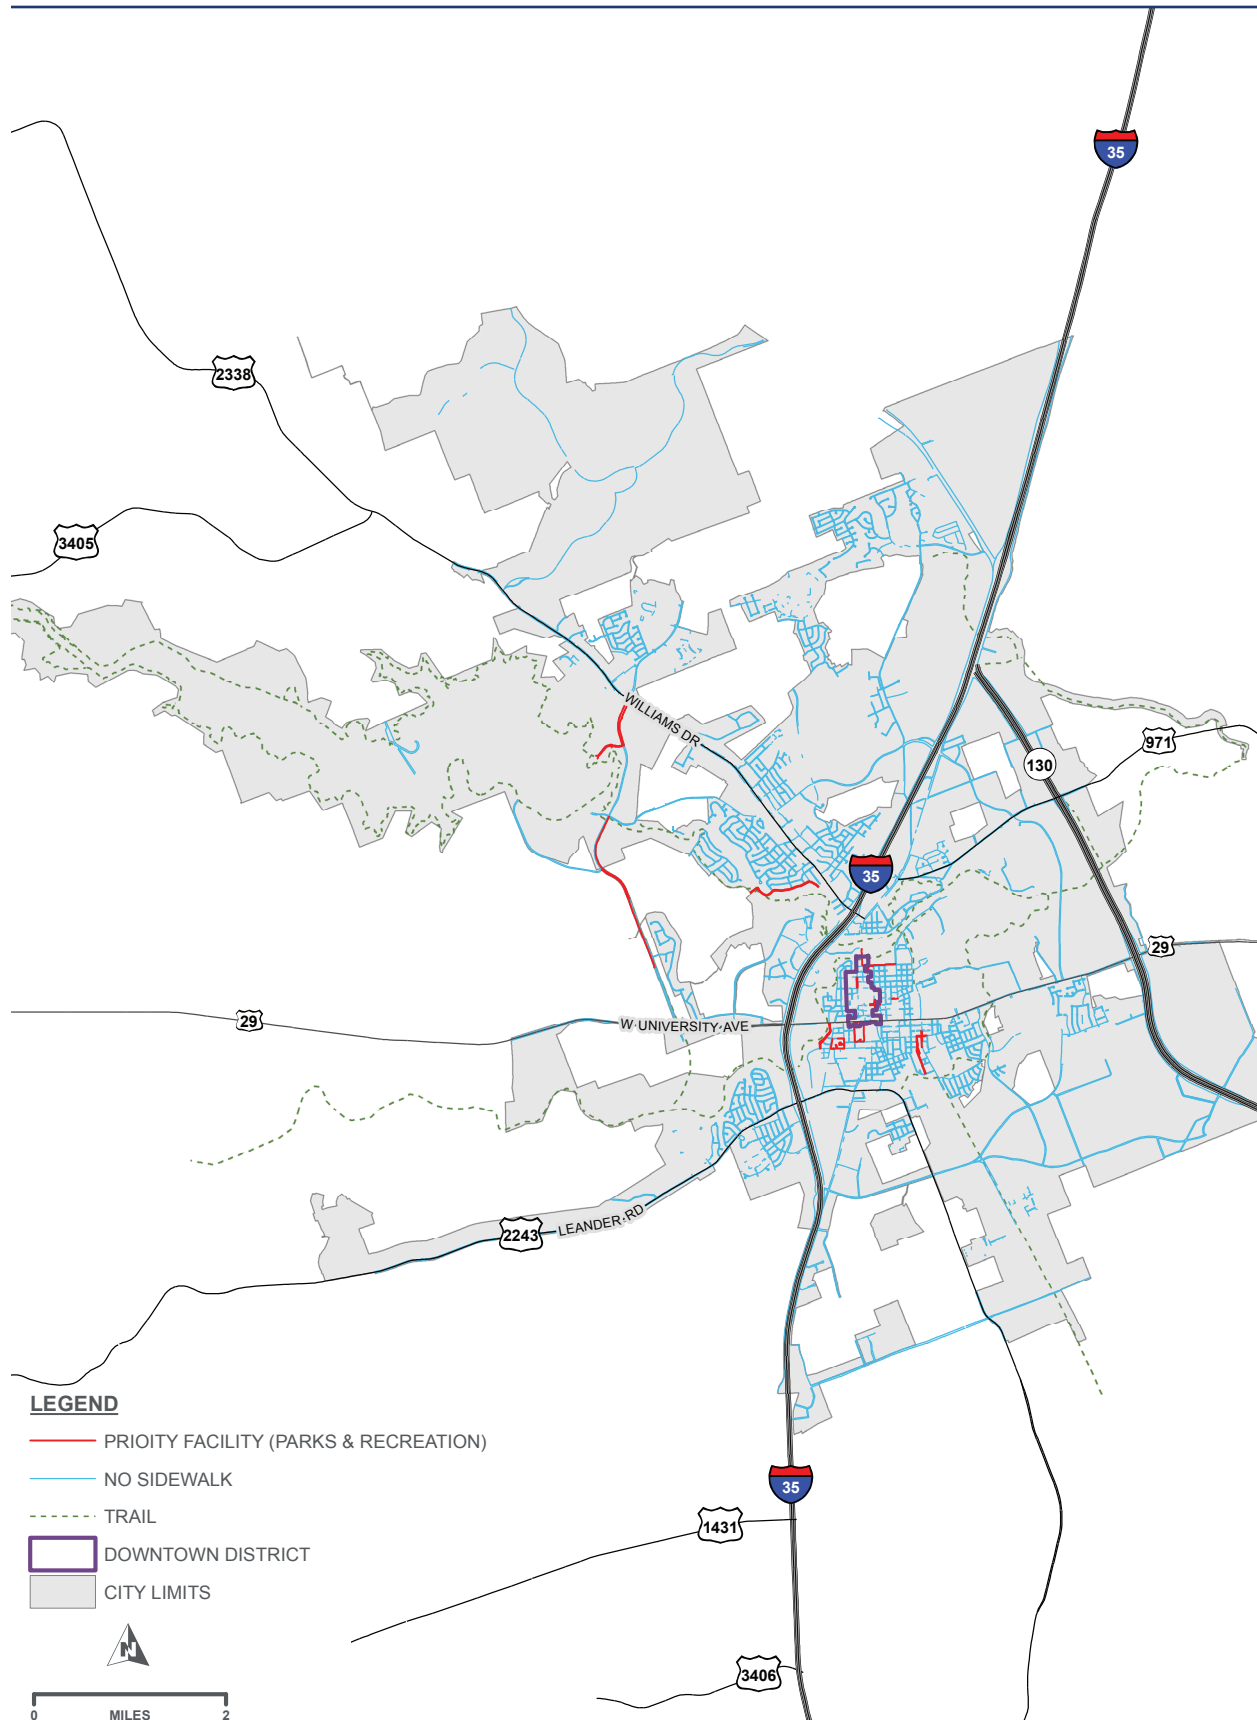 35
2338
3405
WILLIAMS DR
971
130
35
29
29
W UNIVERSITY AVE
LEANDER RD
2243
LEGEND
PRIOITY FACILITY (PARKS & RECREATION)
NO SIDEWALK
TRAIL
DOWNTOWN DISTRICT
CITY LIMITS
35
1431
N
3406
0 MILES 2